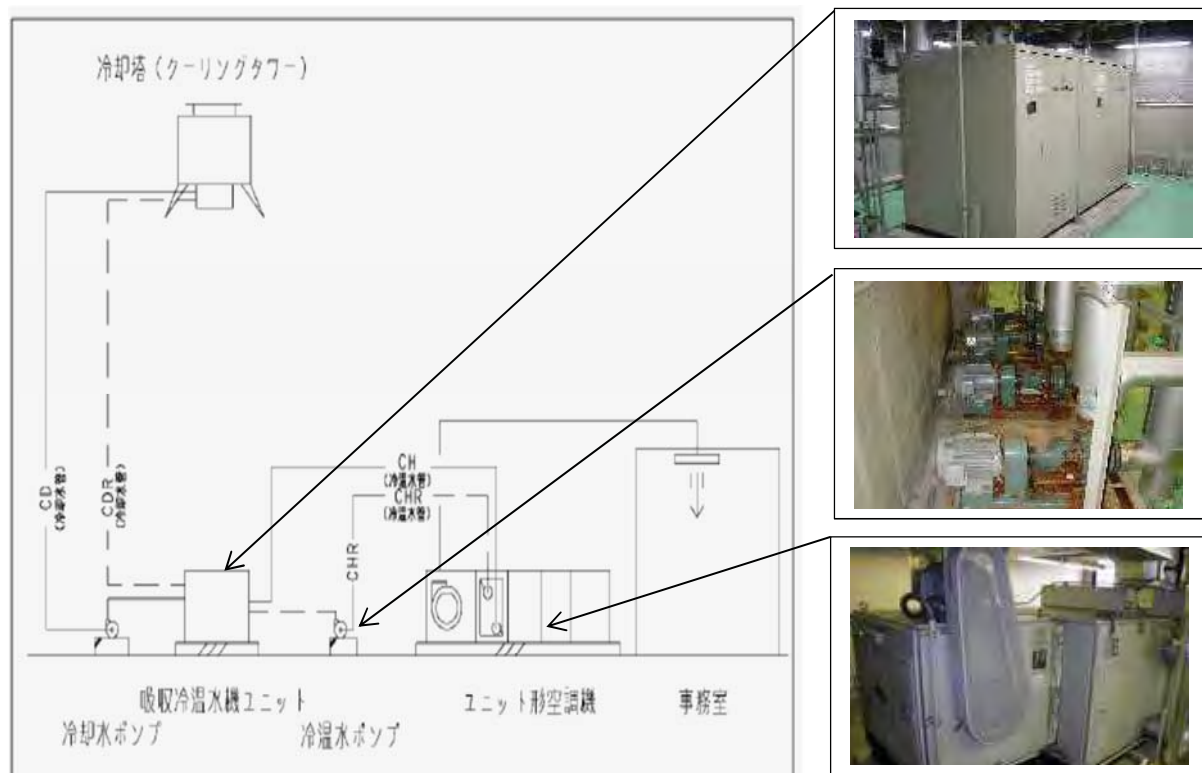 冷却塔(クーリングタワー)
CD
(冷却水管)
CDR
(冷却水管)
CH
(冷温水管)
CHR
(冷温水管)
CHR
吸収冷温水機ユニット
ユニット形空調機
事務室
冷却水ポンプ
冷温水ポンプ